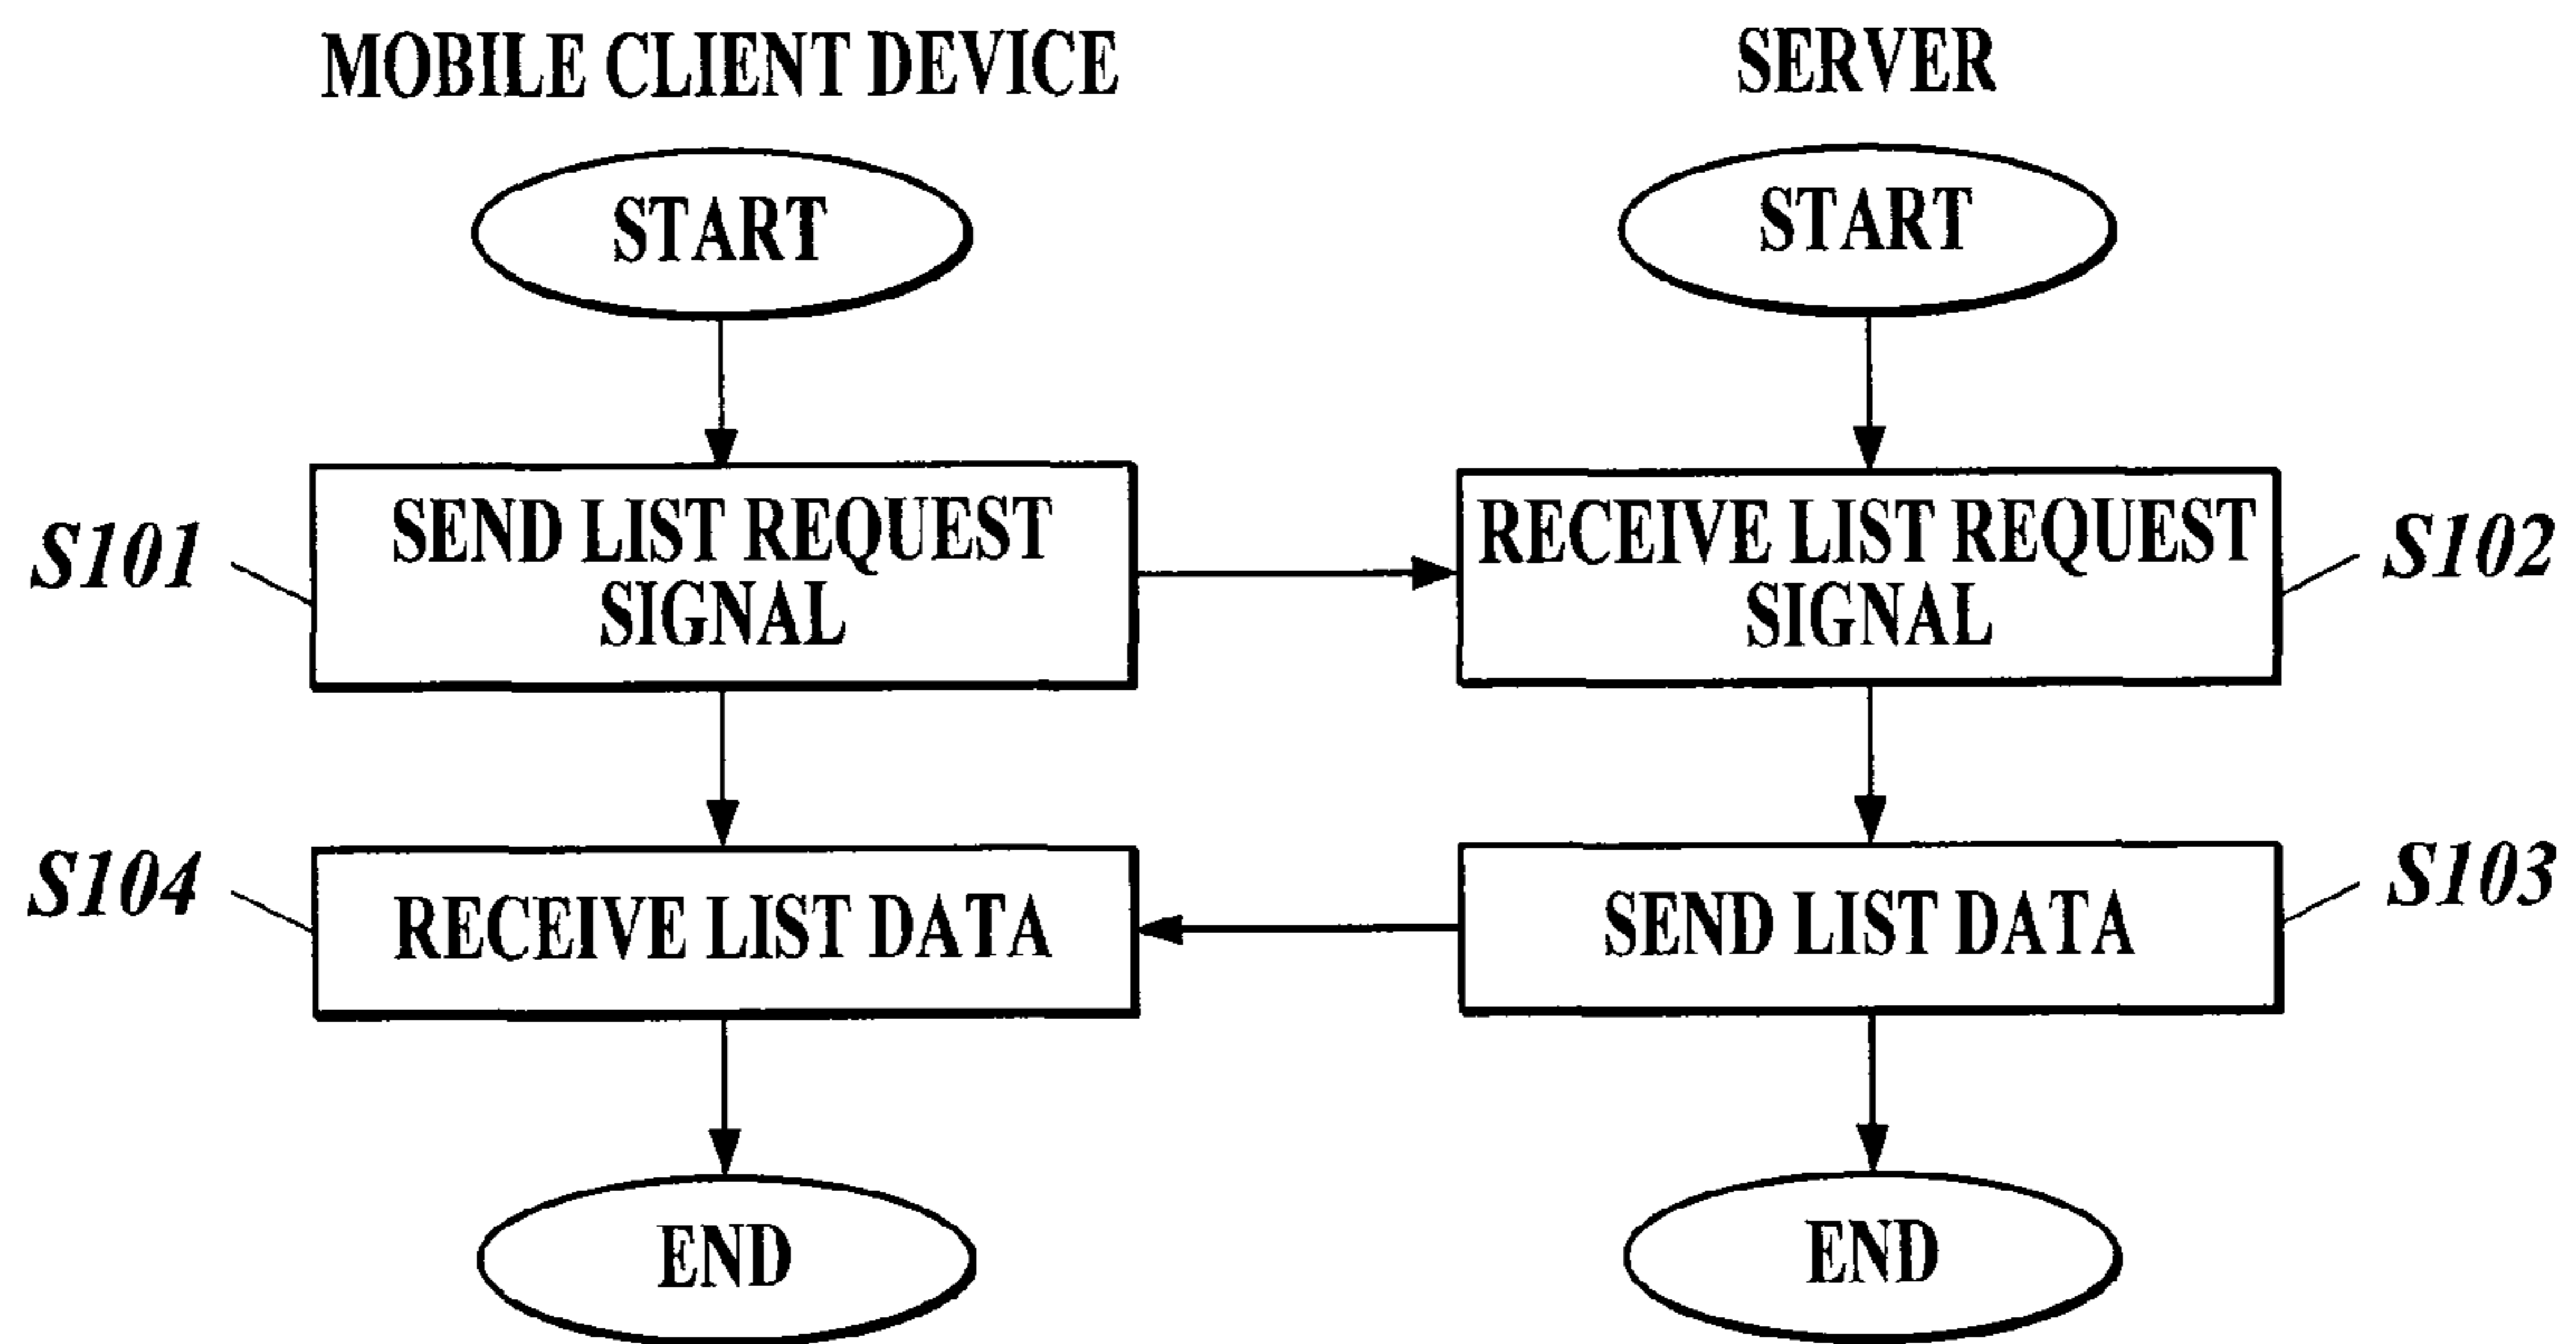 MOBILE CLIENT DEVICE
SERVER
START
START
S101
SEND LIST REQUEST
SIGNAL
RECEIVE LIST REQUEST
SIGNAL
S102
S104
RECEIVE LIST DATA
SEND LIST DATA
S103
END
END